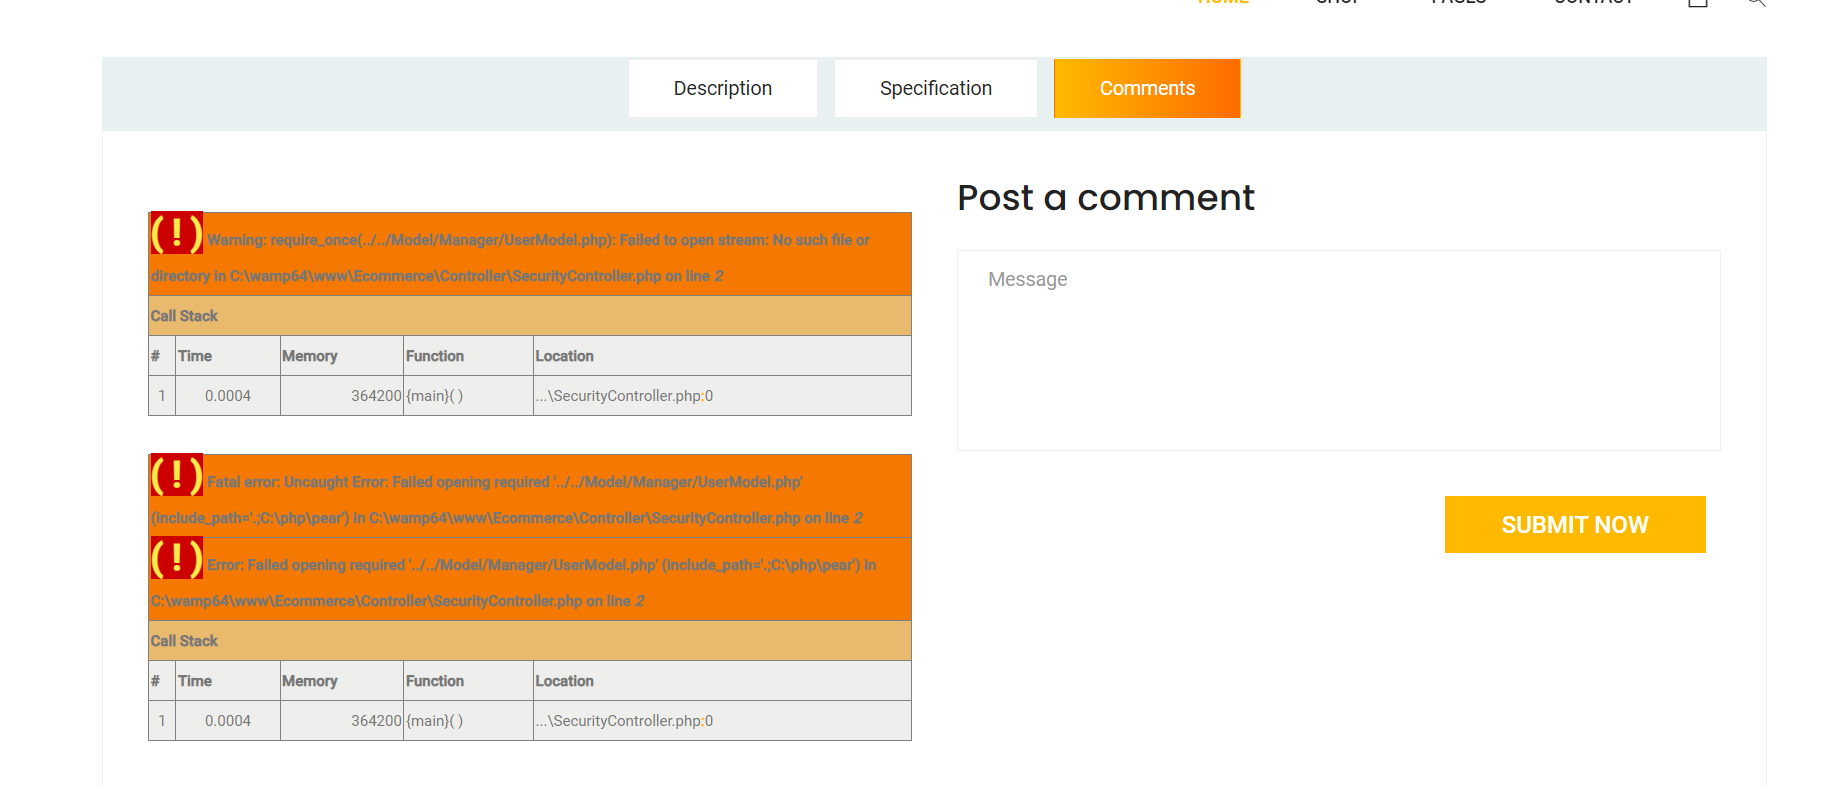 HOME SHOP PAGES CONTACT
Description Specification Comments
Post a comment
Message
SUBMIT NOW
(!) Warning: require_once(../../Model/Manager/UserModel.php): Failed to open stream: No such file or
directory in C:\wamp64\www\Ecommerce\Controller\SecurityController.php on line 2
Call Stack
# Time Memory Function Location
1 0.0004 364200 {main}( ) ...\SecurityController.php:0
(!) Fatal error: Uncaught Error: Failed opening required '../../Model/Manager/UserModel.php'
(include_path='.;C:\php\pear') in C:\wamp64\www\Ecommerce\Controller\SecurityController.php on line 2
(!) Error: Failed opening required '../../Model/Manager/UserModel.php' (include_path='.;C:\php\pear') in
C:\wamp64\www\Ecommerce\Controller\SecurityController.php on line 2
Call Stack
# Time Memory Function Location
1 0.0004 364200 {main}( ) ...\SecurityController.php:0